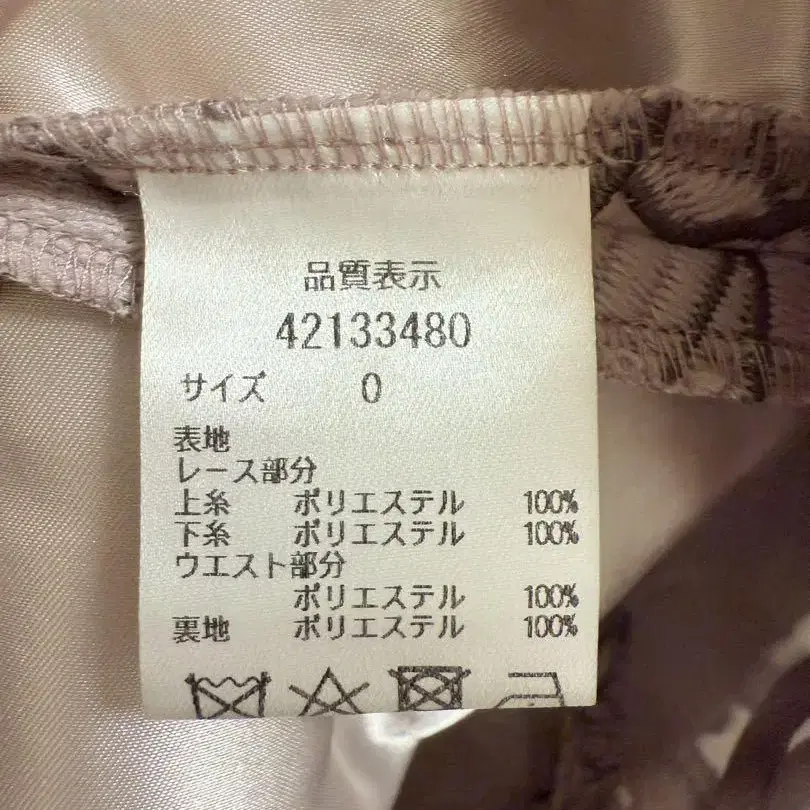 品質表示
42133480
サイズ 0
表地
レース部分
上糸 ポリエステル 100%
下糸 ポリエステル 100%
ウエスト部分
ポリエステル 100%
裏地 ポリエステル 100%